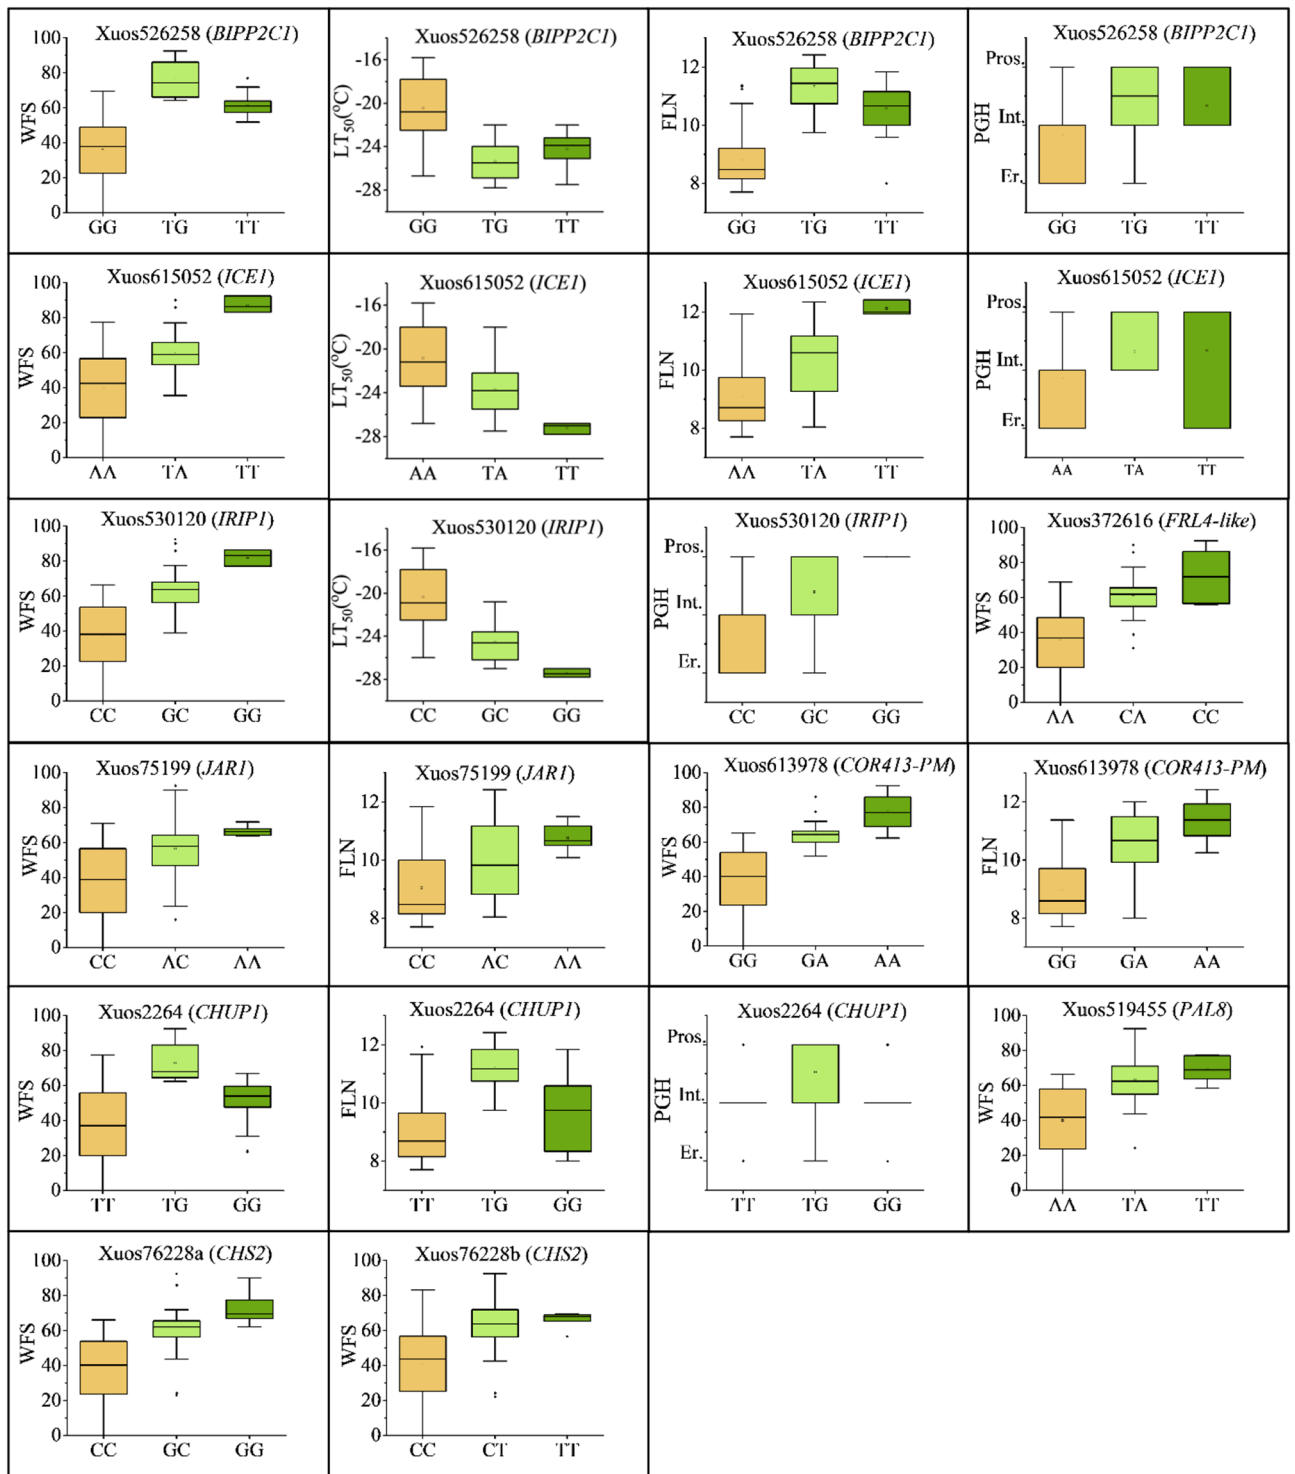 Xuos526258 (BIPP2C1)
WFS
100
80
60
40
20
0
GG TG TT
Xuos526258 (BIPP2C1)
LT50(°C)
-16
-20
-24
-28
GG TG TT
Xuos526258 (BIPP2C1)
FLN
12
10
8
GG TG TT
Xuos526258 (BIPP2C1)
PGH
Pros.
Int.
Er.
GG TG TT
Xuos615052 (ICE1)
WFS
100
80
60
40
20
0
AA TA TT
Xuos615052 (ICE1)
LT50(°C)
-16
-20
-24
-28
AA TA TT
Xuos615052 (ICE1)
FLN
12
10
8
AA TA TT
Xuos615052 (ICE1)
PGH
Pros.
Int.
Er.
AA TA TT
Xuos530120 (IRIP1)
WFS
100
80
60
40
20
0
CC GC GG
Xuos530120 (IRIP1)
LT50(°C)
-16
-20
-24
-28
CC GC GG
Xuos530120 (IRIP1)
PGH
Pros.
Int.
Er.
CC GC GG
Xuos372616 (FRL4-like)
WFS
100
80
60
40
20
0
AA CA CC
Xuos75199 (JAR1)
WFS
100
80
60
40
20
0
CC AC AA
Xuos75199 (JAR1)
FLN
12
10
8
CC AC AA
Xuos613978 (COR413-PM)
WFS
100
80
60
40
20
0
GG GA AA
Xuos613978 (COR413-PM)
FLN
12
10
8
GG GA AA
Xuos2264 (CHUP1)
WFS
100
80
60
40
20
0
TT TG GG
Xuos2264 (CHUP1)
FLN
12
10
8
TT TG GG
Xuos2264 (CHUP1)
PGH
Pros.
Int.
Er.
TT TG GG
Xuos519455 (PAL8)
WFS
100
80
60
40
20
0
AA TA TT
Xuos76228a (CHS2)
WFS
100
80
60
40
20
0
CC GC GG
Xuos76228b (CHS2)
WFS
100
80
60
40
20
0
CC CT TT